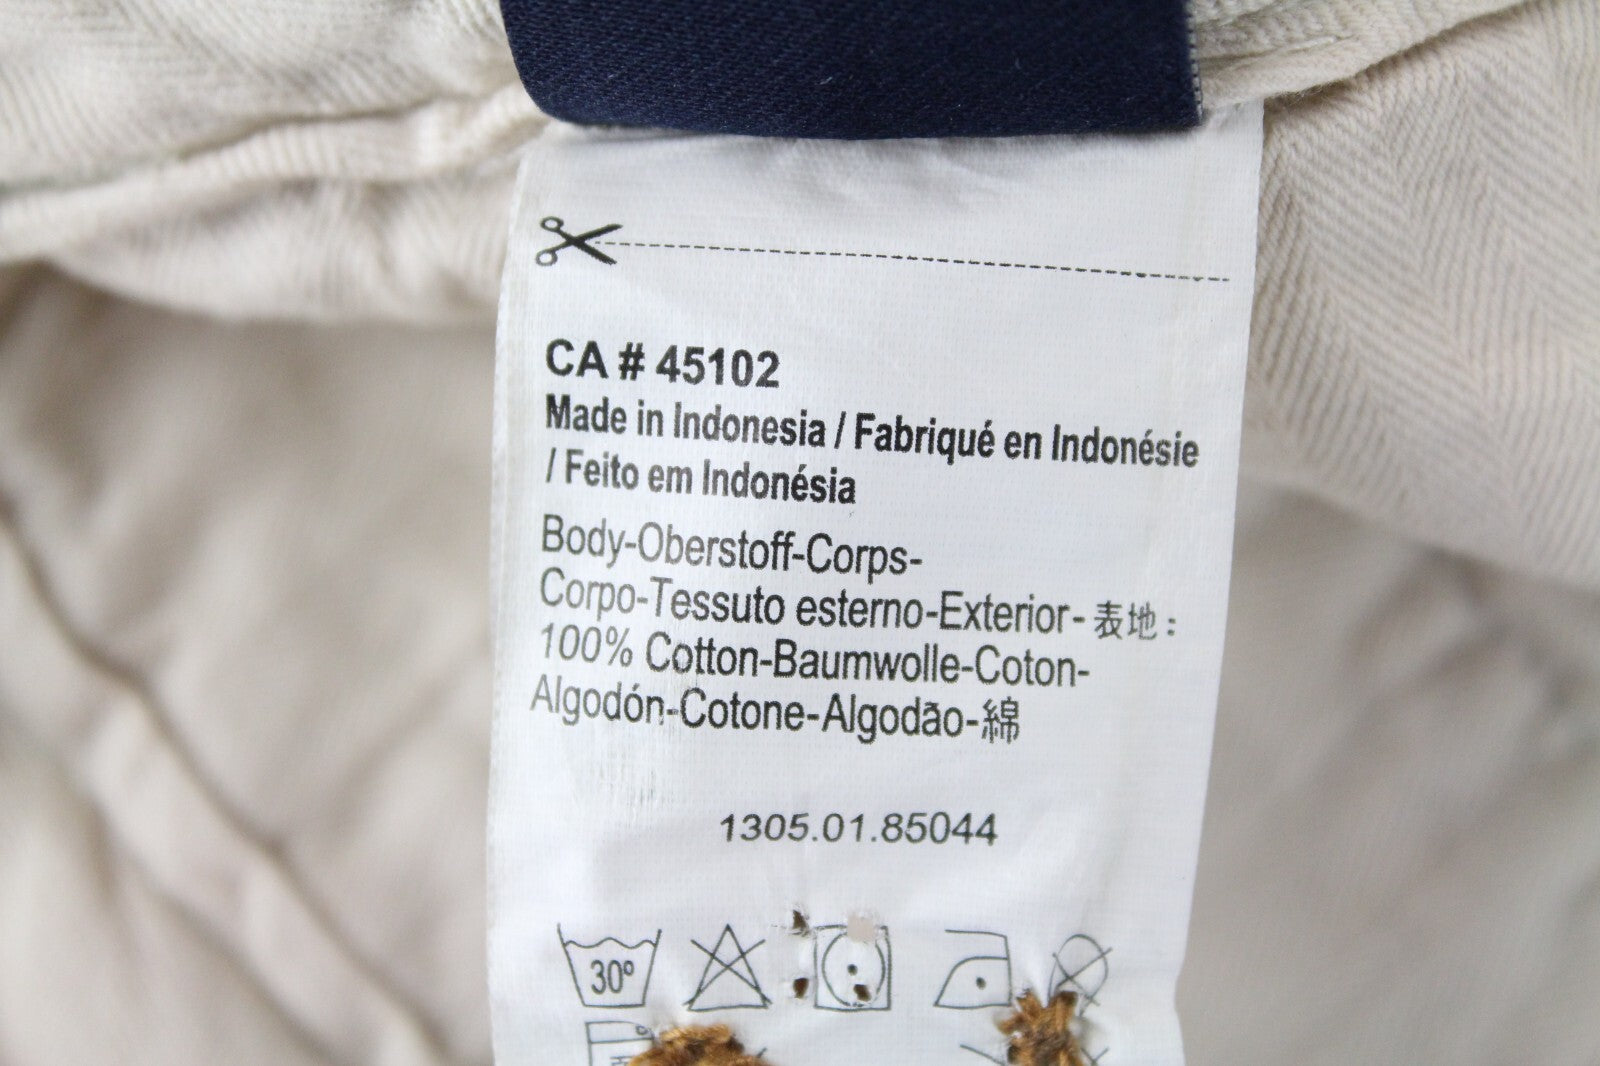 CA # 45102
Made in Indonesia / Fabriqué en Indonésie
/ Feito em Indonésia
Body-Oberstoff-Corps-
Corpo-Tessuto esterno-Exterior-表地:
100% Cotton-Baumwolle-Coton-
Algodón-Cotone-Algodão-綿
1305.01.85044
30º